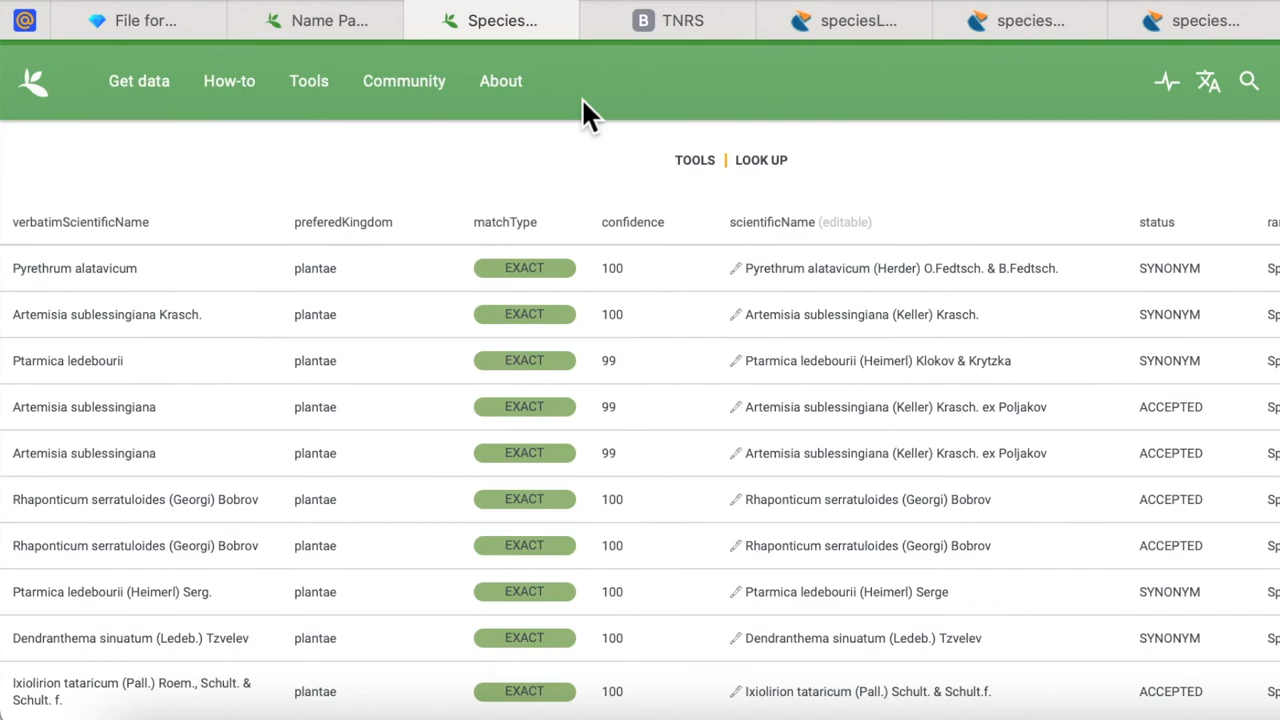 File for... Name Pa... Species... B TNRS speciesL... species... species...
Get data How-to Tools Community About
TOOLS | LOOK UP
verbatimScientificName preferedKingdom matchType confidence scientificName (editable) status
Pyrethrum alatavicum plantae EXACT 100 Pyrethrum alatavicum (Herder) O.Fedtsch. & B.Fedtsch. SYNONYM
Artemisia sublessingiana Krasch. plantae EXACT 100 Artemisia sublessingiana (Keller) Krasch. SYNONYM
Ptarmica ledebourii plantae EXACT 99 Ptarmica ledebourii (Heimerl) Klokov & Krytzka SYNONYM
Artemisia sublessingiana plantae EXACT 99 Artemisia sublessingiana (Keller) Krasch. ex Poljakov ACCEPTED
Artemisia sublessingiana plantae EXACT 99 Artemisia sublessingiana (Keller) Krasch. ex Poljakov ACCEPTED
Rhaponticum serratuloides (Georgi) Bobrov plantae EXACT 100 Rhaponticum serratuloides (Georgi) Bobrov ACCEPTED
Rhaponticum serratuloides (Georgi) Bobrov plantae EXACT 100 Rhaponticum serratuloides (Georgi) Bobrov ACCEPTED
Ptarmica ledebourii (Heimerl) Serg. plantae EXACT 100 Ptarmica ledebourii (Heimerl) Serge SYNONYM
Dendranthema sinuatum (Ledeb.) Tzvelev plantae EXACT 100 Dendranthema sinuatum (Ledeb.) Tzvelev SYNONYM
Ixiolirion tataricum (Pall.) Roem., Schult. &
Schult. f. plantae EXACT 100 Ixiolirion tataricum (Pall.) Schult. & Schult.f. ACCEPTED